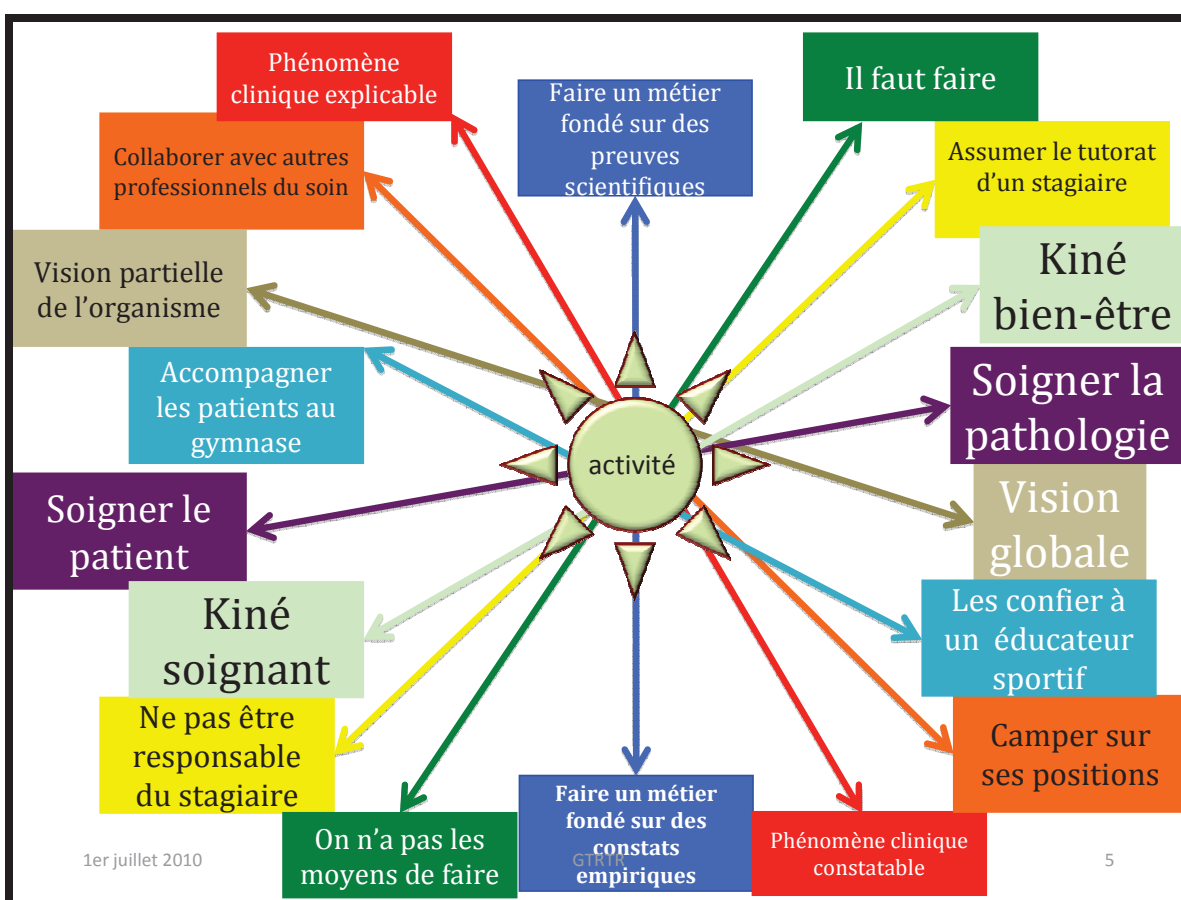 Phénomène
clinique explicable
Faire un métier
fondé sur des
preuves
scientifiques
Il faut faire
Collaborer avec autres
professionnels du soin
Assumer le tutorat
d'un stagiaire
Vision partielle
de l'organisme
Kiné
bien-être
Accompagner
les patients au
gymnase
Soigner la
pathologie
activité
Soigner le
patient
Vision
globale
Kiné
soignant
Les confier à
un éducateur
sportif
Ne pas être
responsable
du stagiaire
Camper sur
ses positions
On n'a pas les
moyens de faire
Faire un métier
fondé sur des
constats
empiriques
Phénomène clinique
constatable
1er juillet 2010
GTRTR
5